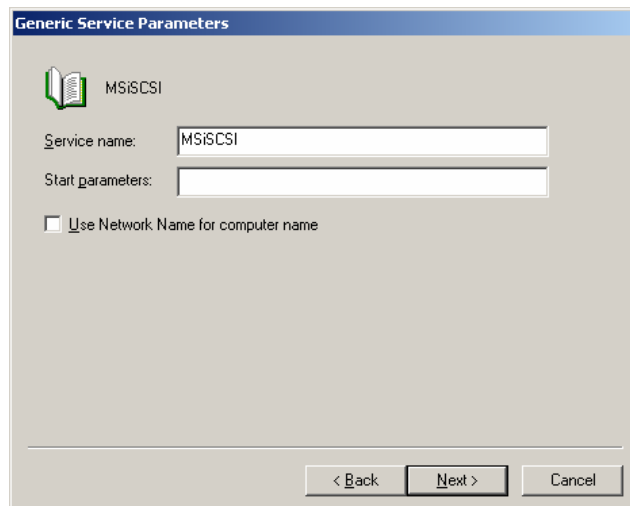 Generic Service Parameters
MSiSCSI
Service name: MSiSCSI
Start parameters:
Use Network Name for computer name
< Back Next > Cancel